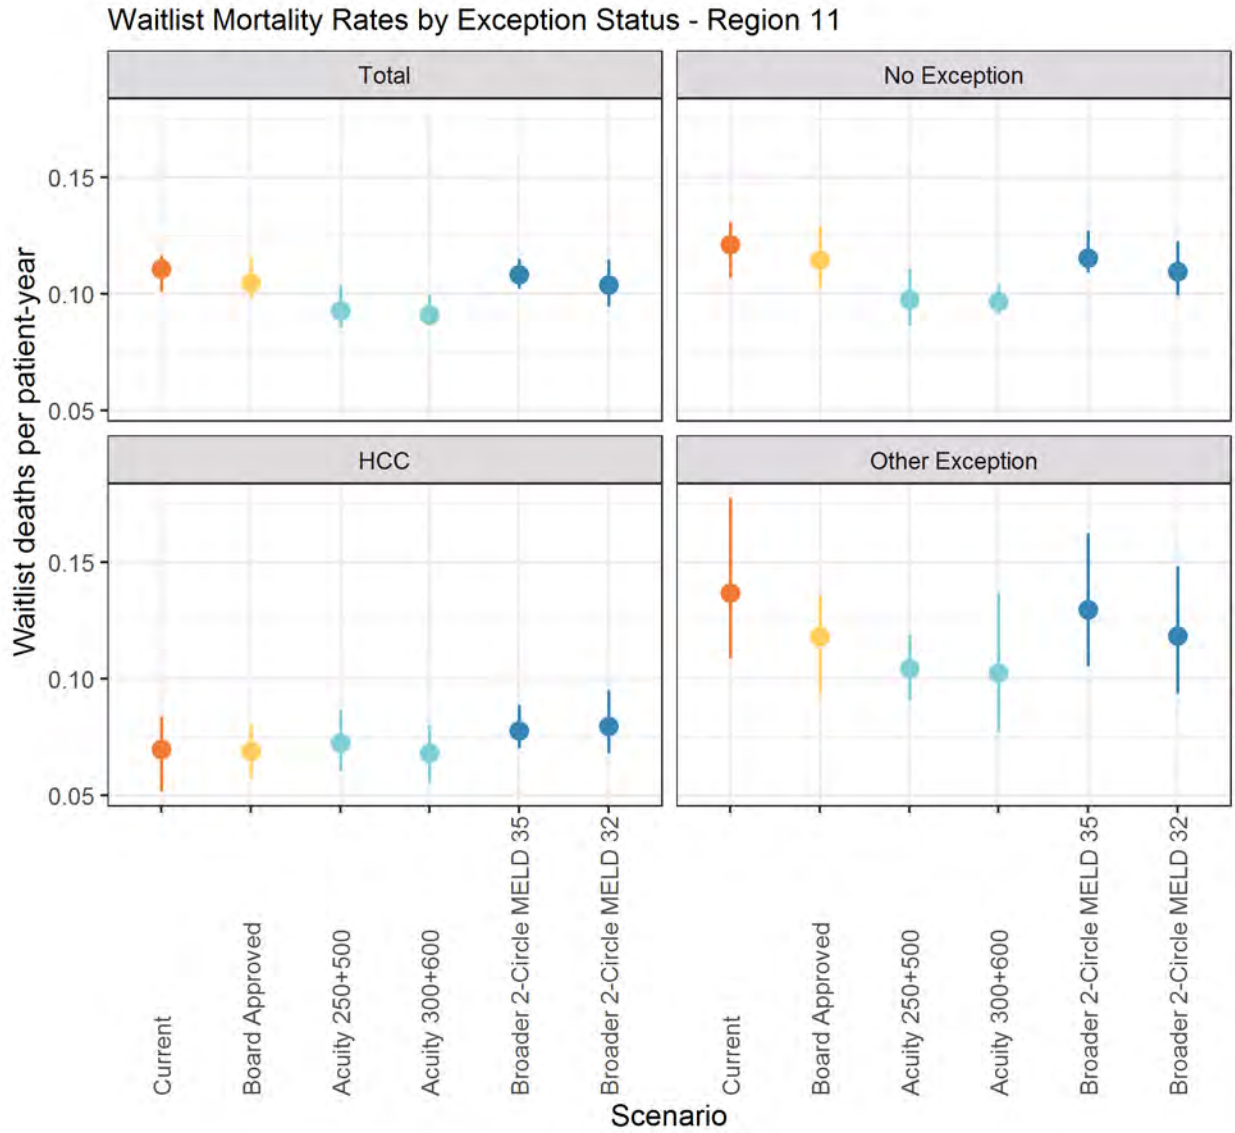 Waitlist Mortality Rates by Exception Status - Region 11
Total
No Exception
0.15
0.10
0.05
HCC
Other Exception
0.15
0.10
0.05
Waitlist deaths per patient-year
Current
Board Approved
Acuity 250+500
Acuity 300+600
Broader 2-Circle MELD 35
Broader 2-Circle MELD 32
Current
Board Approved
Acuity 250+500
Acuity 300+600
Broader 2-Circle MELD 35
Broader 2-Circle MELD 32
Scenario